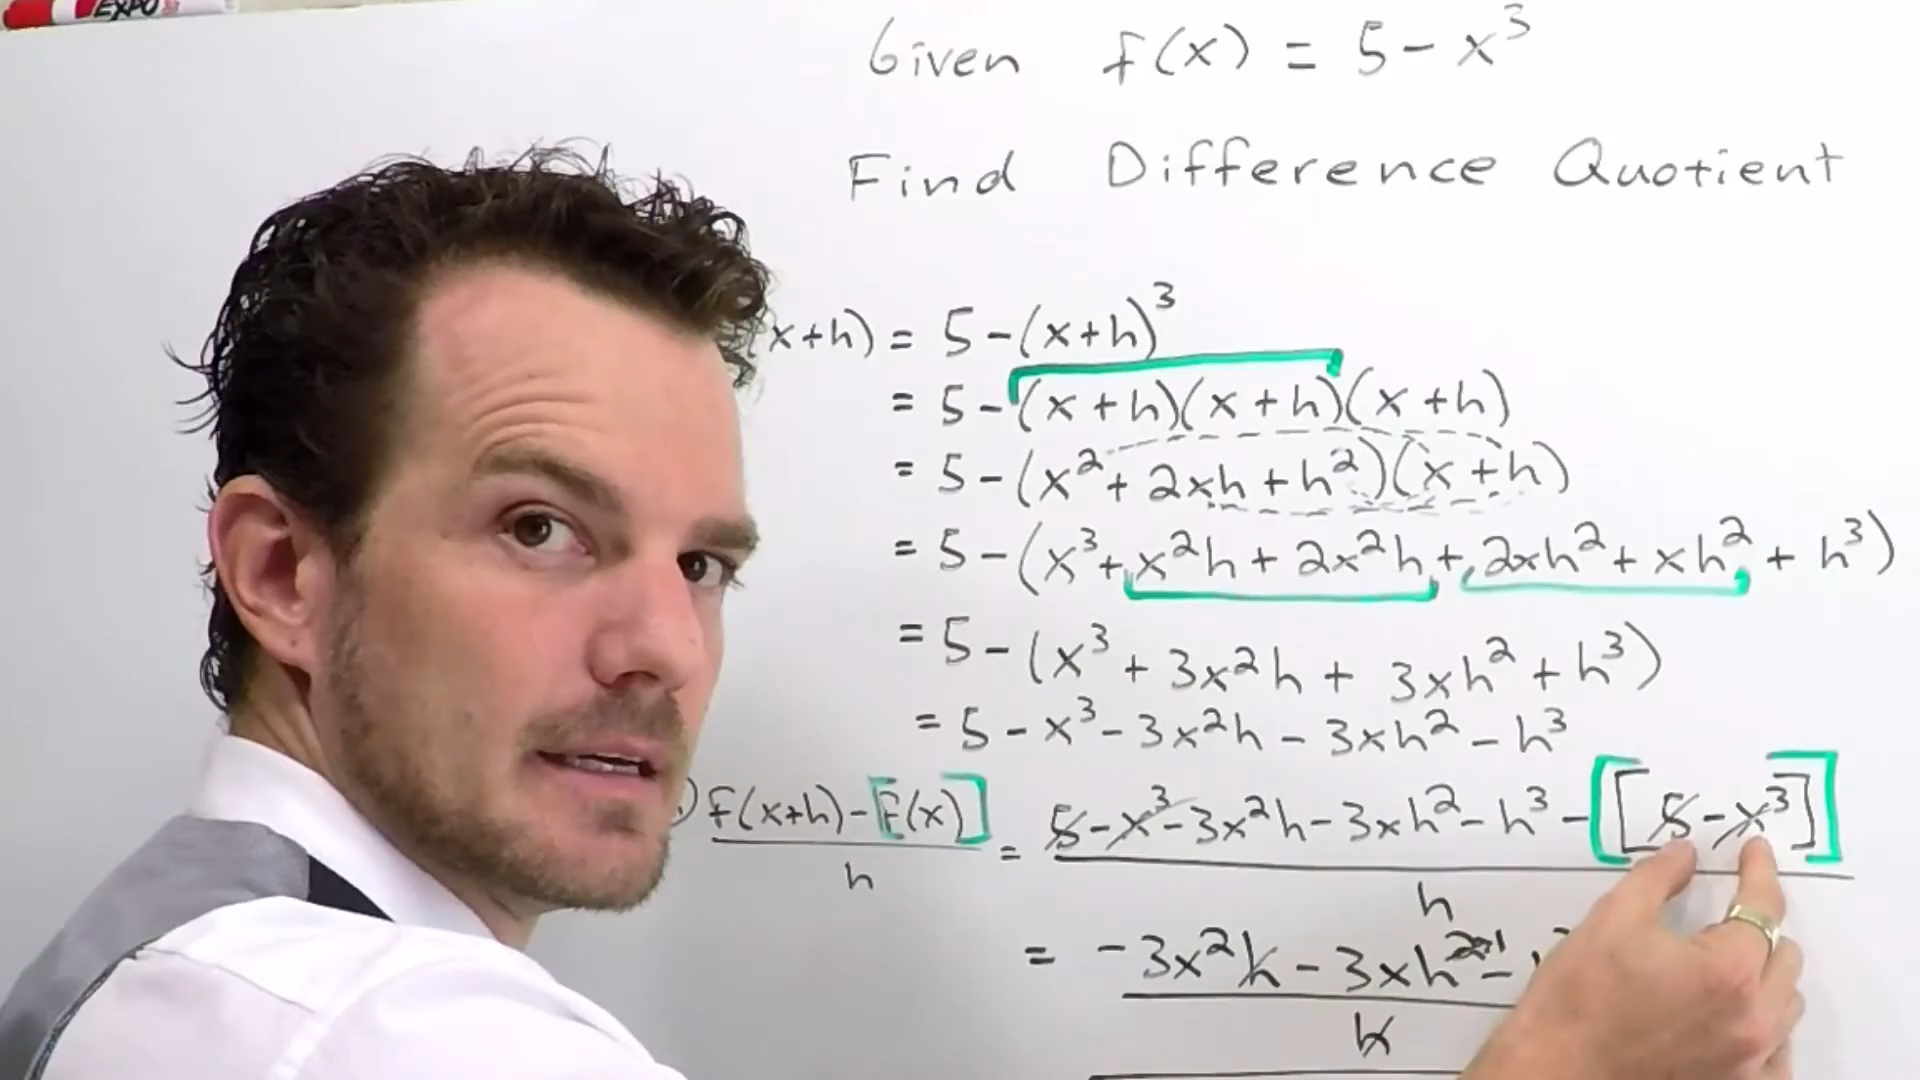 EXPO
Given f(x) = 5 - x³
Find Difference Quotient
x+h) = 5 - (x+h)³
= 5 - (x+h)(x+h)(x+h)
= 5 - (x² + 2xh + h²)(x+h)
= 5 - (x³ + x²h + 2x²h + 2xh² + xh² + h³)
= 5 - (x³ + 3x²h + 3xh² + h³)
= 5 - x³ - 3x²h - 3xh² - h³
) f(x+h) - [f(x)] = 5 - x³ - 3x²h - 3xh² - h³ - [[5 - x³]]
h
h
= -3x²h - 3xh² -
h